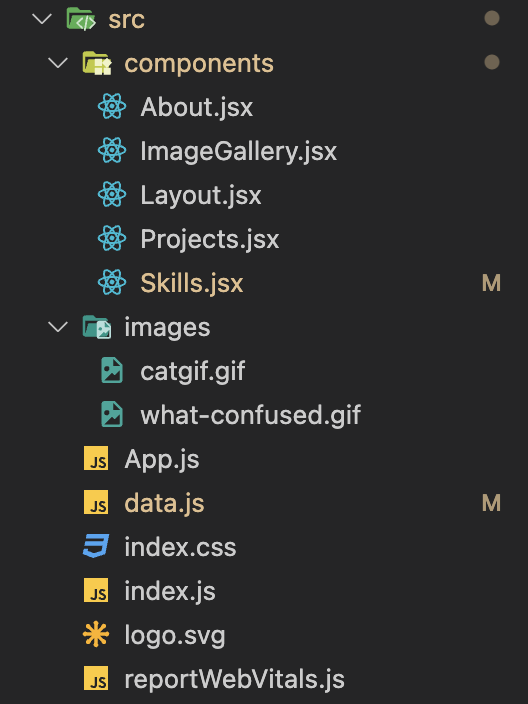 src
components
About.jsx
ImageGallery.jsx
Layout.jsx
Projects.jsx
Skills.jsx M
images
catgif.gif
what-confused.gif
JS App.js
JS data.js M
index.css
JS index.js
logo.svg
JS reportWebVitals.js